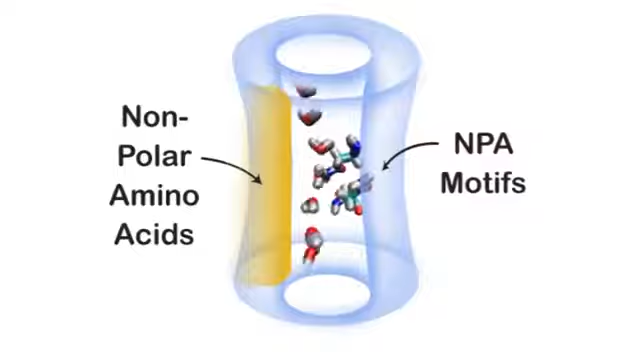 Non-
Polar
Amino
Acids
NPA
Motifs